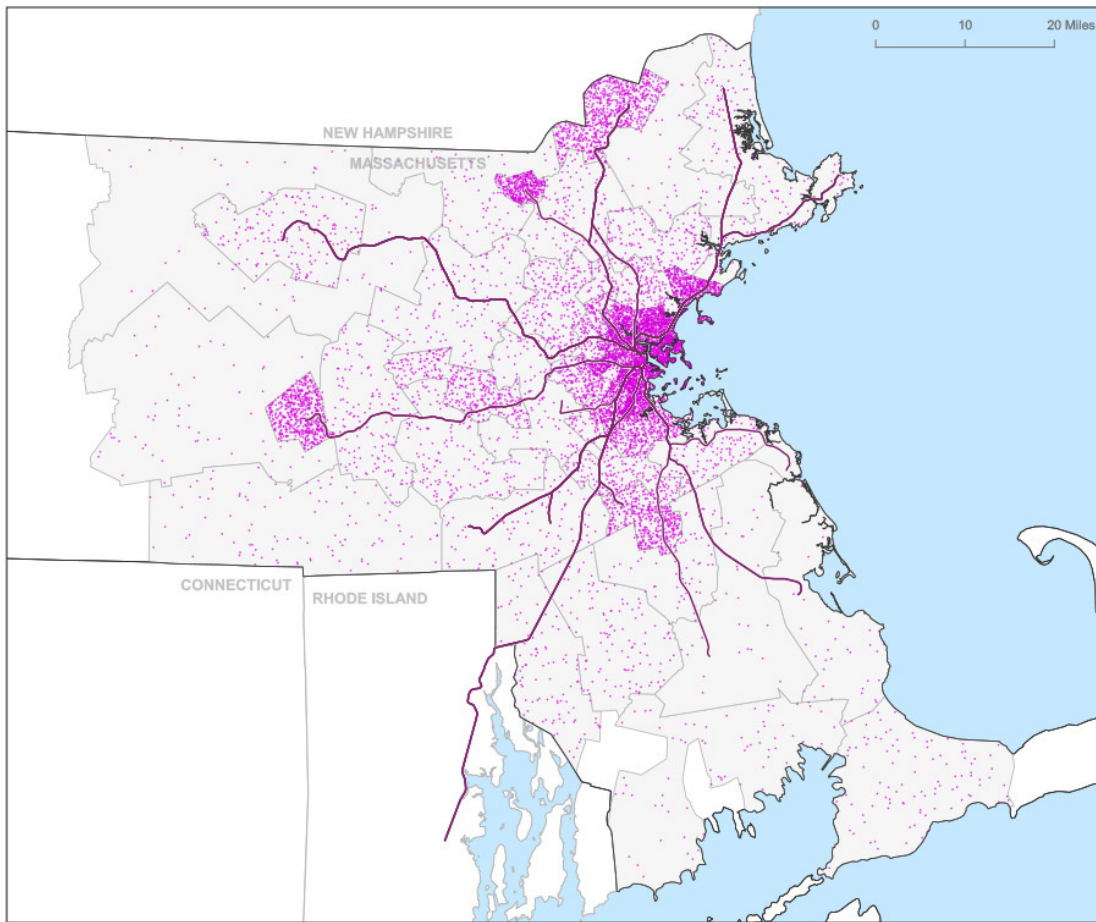 0 10 20 Miles
NEW HAMPSHIRE
MASSACHUSETTS
CONNECTICUT
RHODE ISLAND